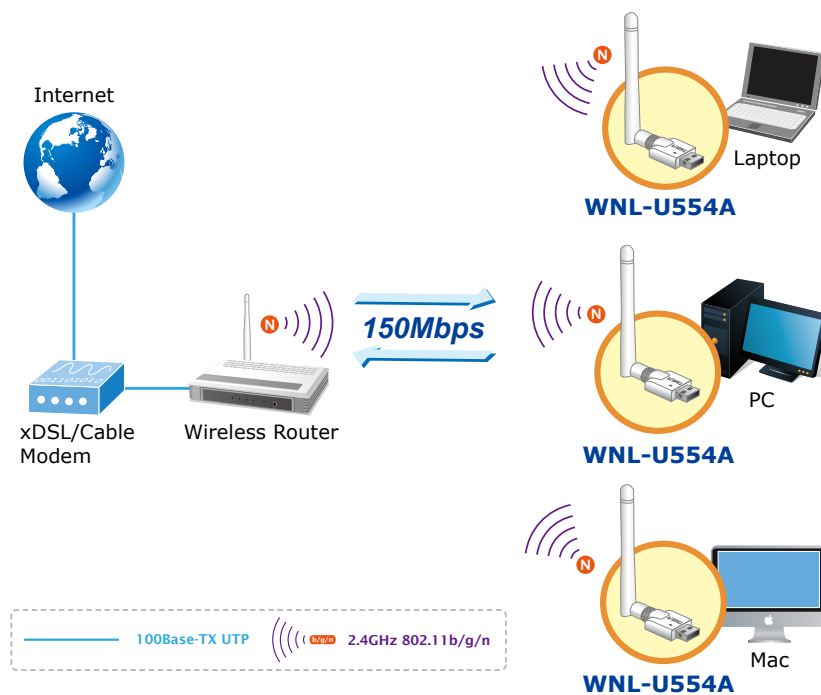 Internet
xDSL/Cable
Modem
Wireless Router
N
150Mbps
N
Laptop
WNL-U554A
N
PC
WNL-U554A
N
Mac
WNL-U554A
100Base-TX UTP
b/g/n
2.4GHz 802.11b/g/n
001101010